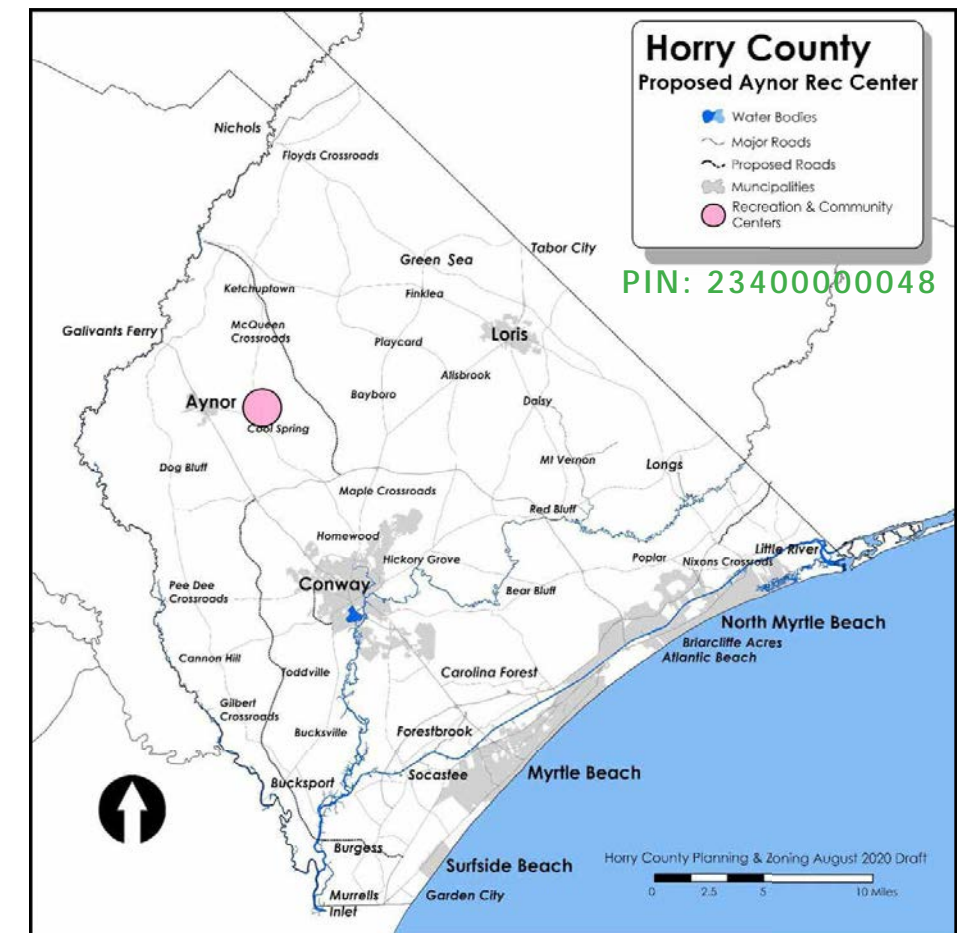 Horry County
Proposed Aynor Rec Center
Water Bodies
Major Roads
Proposed Roads
Muncipalities
Recreation & Community
Centers
PIN: 23400000048
Nichols
Floyds Crossroads
Tabor City
Green Sea
Ketchuptown
Finklea
Galivants Ferry
McQueen
Crossroads
Loris
Playcard
Allsbrook
Aynor
Bayboro
Daisy
Cool Spring
Dog Bluff
Mt Vernon
Longs
Maple Crossroads
Red Bluff
Homewood
Hickory Grove
Poplar
Little River
Nixons Crossroads
Conway
Pee Dee
Crossroads
Bear Bluff
North Myrtle Beach
Briarcliffe Acres
Atlantic Beach
Cannon Hill
Toddville
Carolina Forest
Gilbert
Crossroads
Bucksville
Forestbrook
Socastee
Myrtle Beach
Bucksport
Burgess
Surfside Beach
Murrells
Inlet
Garden City
Horry County Planning & Zoning August 2020 Draft
0 2.5 5 10 Miles